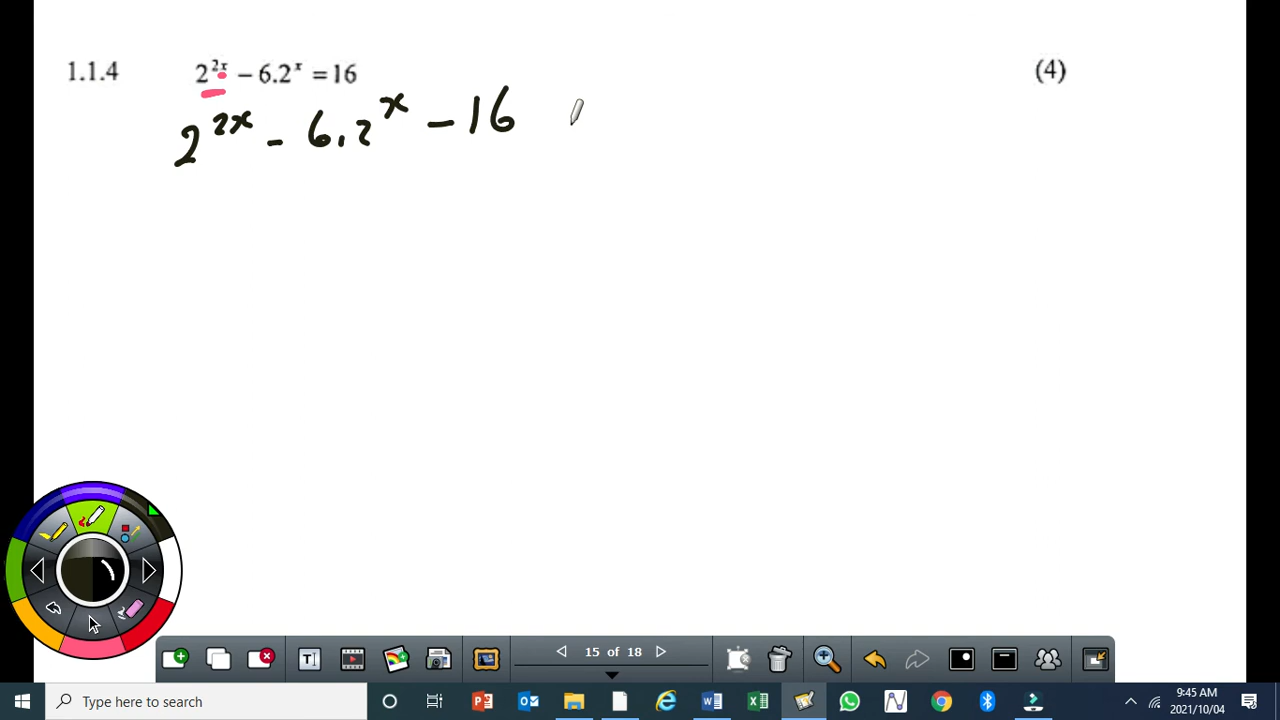 1.1.4 2^{2x} – 6.2^x = 16 (4)
2^{2x} - 6.2^x - 16
T
15 of 18
Type here to search
9:45 AM
2021/10/04